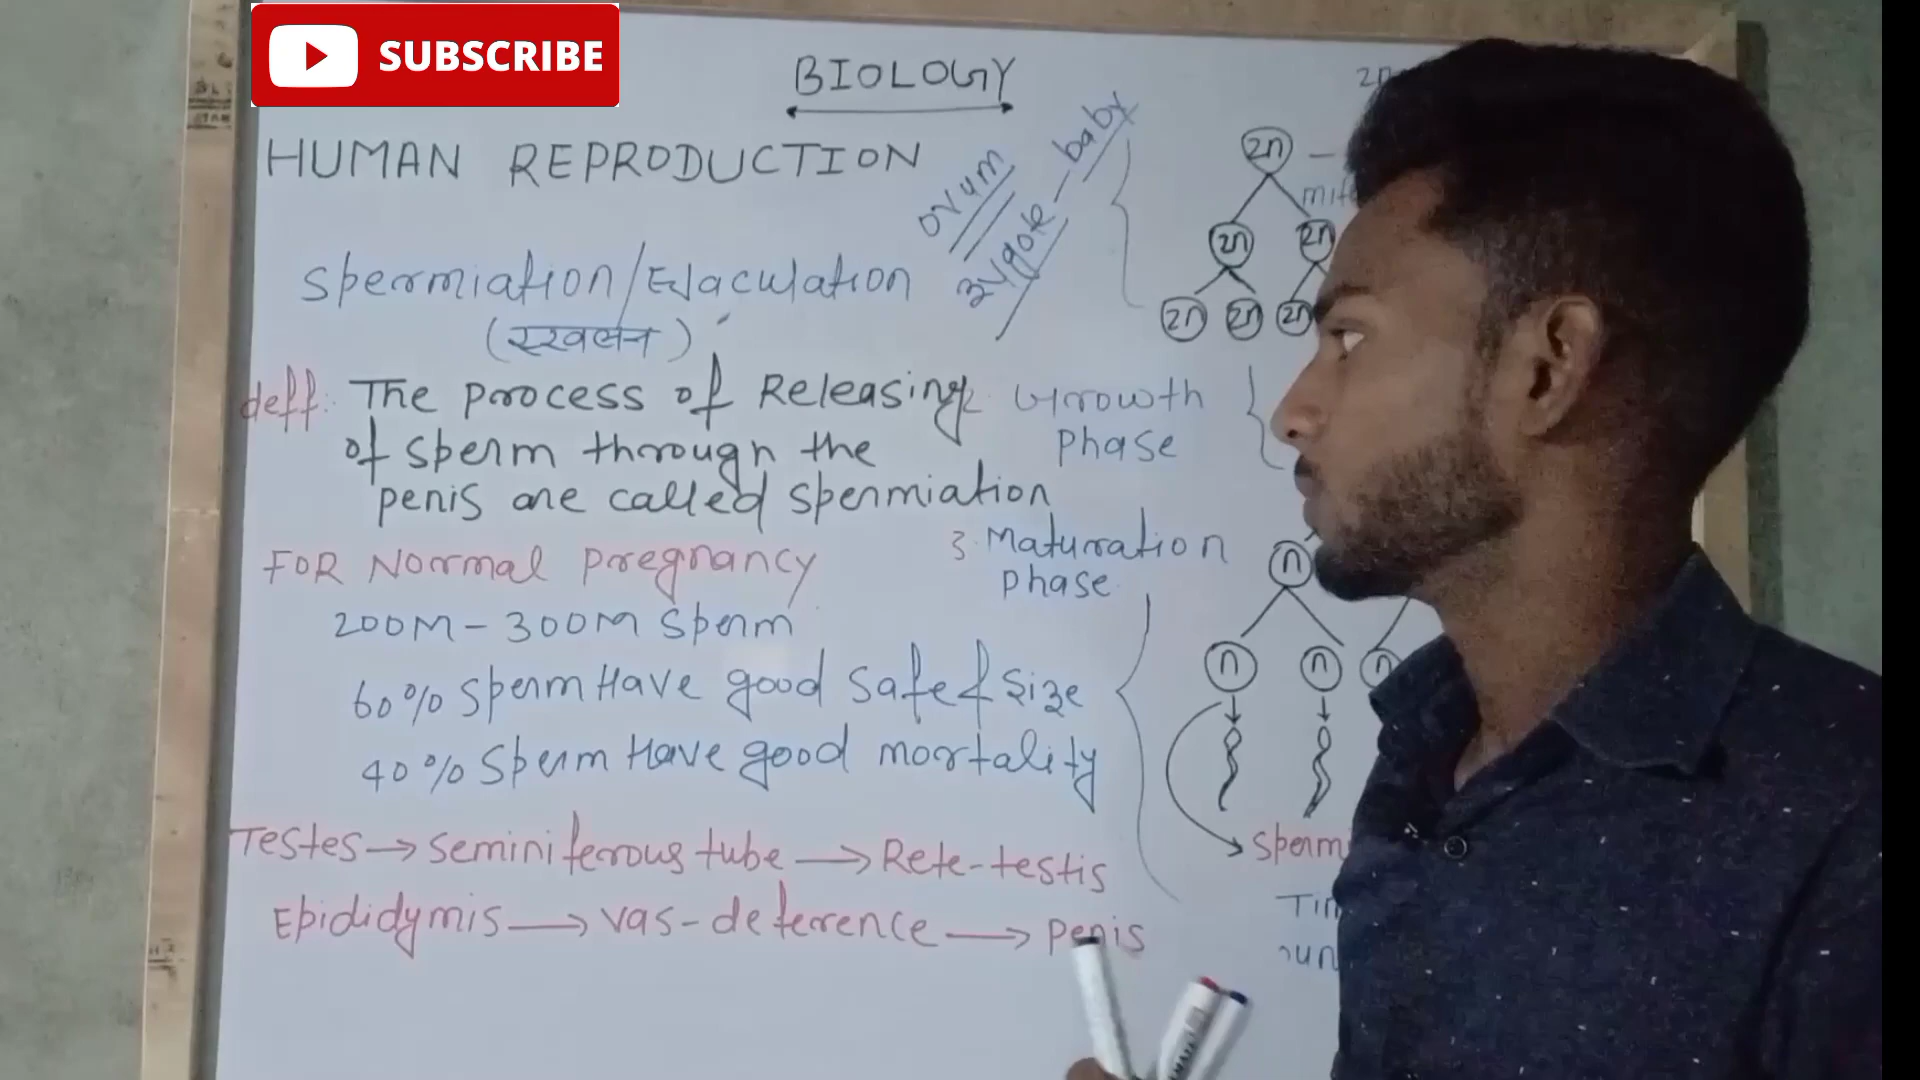 SUBSCRIBE
BIOLOGY
HUMAN REPRODUCTION
ovum
zygote - baby
Spermiation/Ejaculation
(स्खलन)
deff: The process of Releasing
of sperm through the
penis are called spermiation
FOR Normal pregnancy
200M - 300M sperm
60% sperm Have good safe & size
40% sperm Have good mortality
Testes → seminiferous tube → Rete-testis
Epididymis → vas-deference → penis
2n
2n -
2n 2n
2n 2n 2n
Growth
phase
3. Maturation
phase
n
n n n